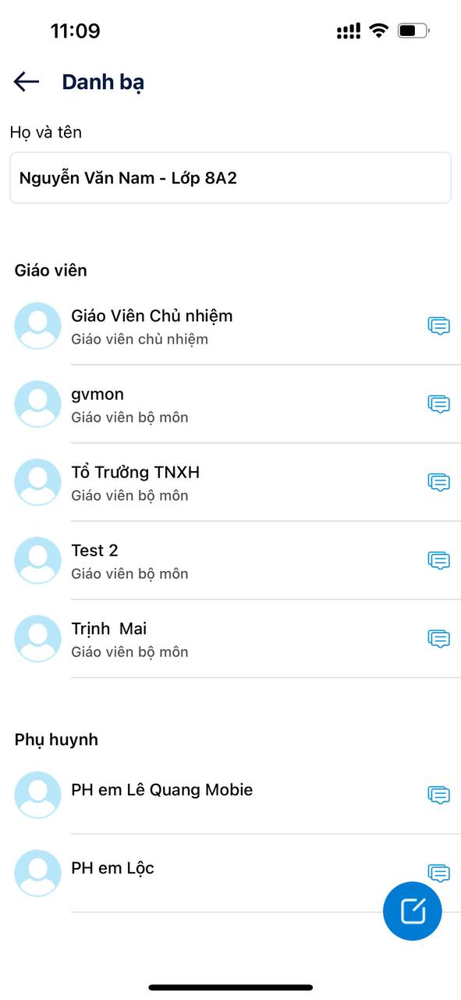 11:09
Danh bạ
Họ và tên
Nguyễn Văn Nam - Lớp 8A2
Giáo viên
Giáo Viên Chủ nhiệm
Giáo viên chủ nhiệm
gvmon
Giáo viên bộ môn
Tổ Trưởng TNXH
Giáo viên bộ môn
Test 2
Giáo viên bộ môn
Trịnh  Mai
Giáo viên bộ môn
Phụ huynh
PH em Lê Quang Mobie
PH em Lộc